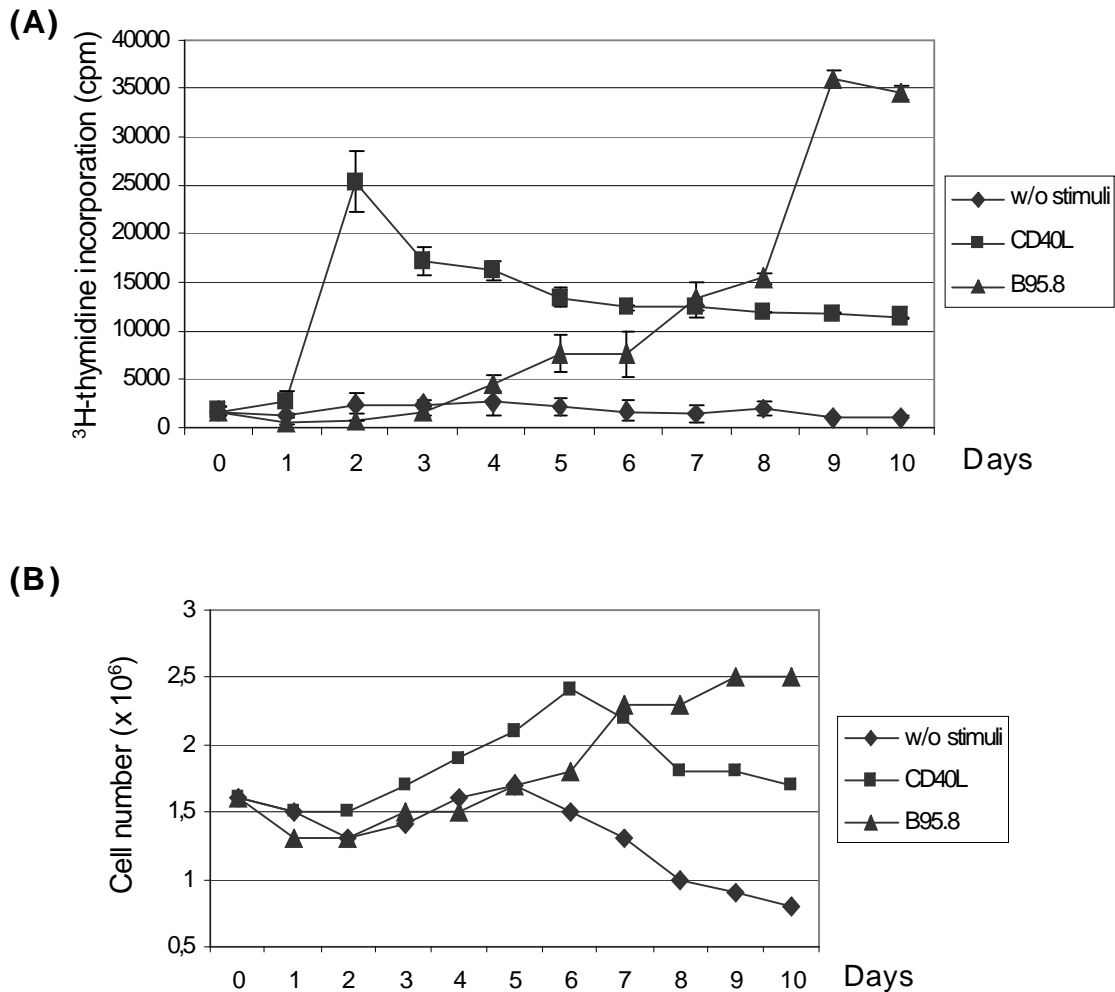 (A)
³H-thymidine incorporation (cpm)
40000
35000
30000
25000
20000
15000
10000
5000
0
0 1 2 3 4 5 6 7 8 9 10 Days
w/o stimuli
CD40L
B95.8
(B)
Cell number (x 10⁶)
3
2,5
2
1,5
1
0,5
0 1 2 3 4 5 6 7 8 9 10 Days
w/o stimuli
CD40L
B95.8